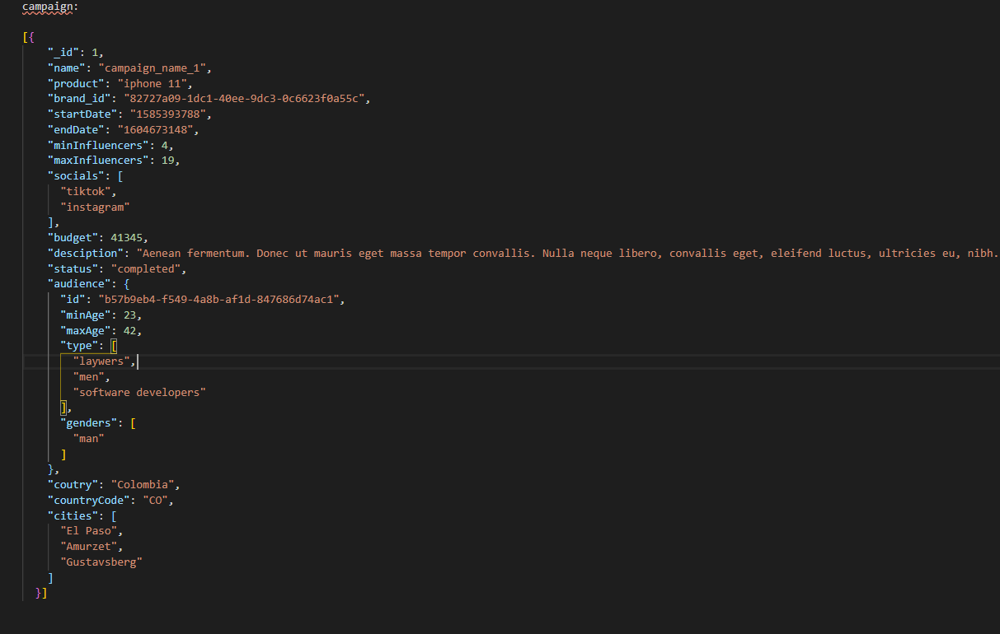 campaign:
[{
"_id": 1,
"name": "campaign_name_1",
"product": "iphone 11",
"brand_id": "82727a09-1dc1-40ee-9dc3-0c6623f0a55c",
"startDate": "1585393788",
"endDate": "1604673148",
"minInfluencers": 4,
"maxInfluencers": 19,
"socials": [
"tiktok",
"instagram"
],
"budget": 41345,
"desciption": "Aenean fermentum. Donec ut mauris eget massa tempor convallis. Nulla neque libero, convallis eget, eleifend luctus, ultricies eu, nibh.
"status": "completed",
"audience": {
"id": "b57b9eb4-f549-4a8b-af1d-847686d74ac1",
"minAge": 23,
"maxAge": 42,
"type": [
"laywers",
"men",
"software developers"
],
"genders": [
"man"
]
},
"coutry": "Colombia",
"countryCode": "CO",
"cities": [
"El Paso",
"Amurzet",
"Gustavsberg"
]
}]